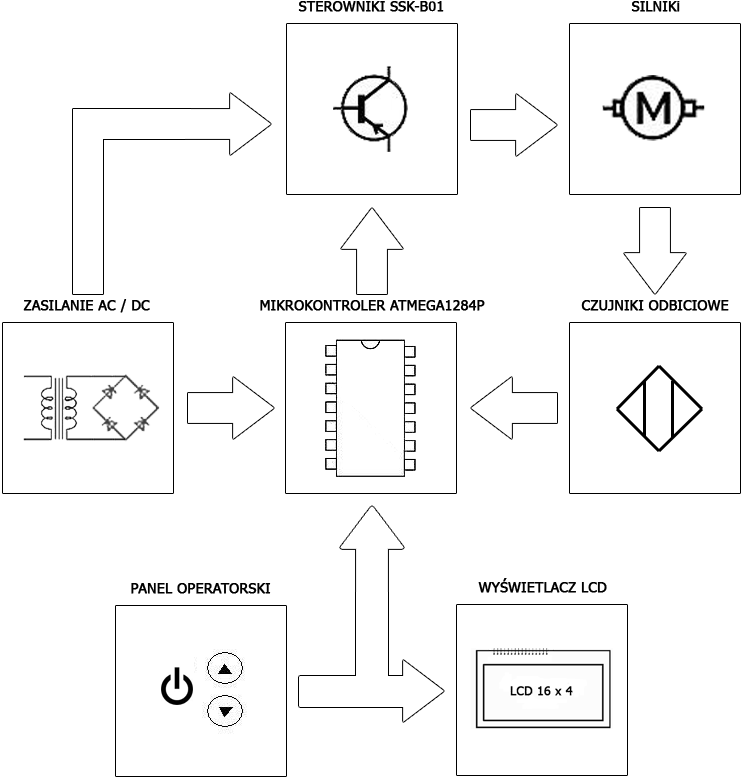 STEROWNIKI SSK-B01
SILNIKi
M
ZASILANIE AC / DC
MIKROKONTROLER ATMEGA1284P
CZUJNIKI ODBICIOWE
PANEL OPERATORSKI
WYŚWIETLACZ LCD
LCD 16 x 4